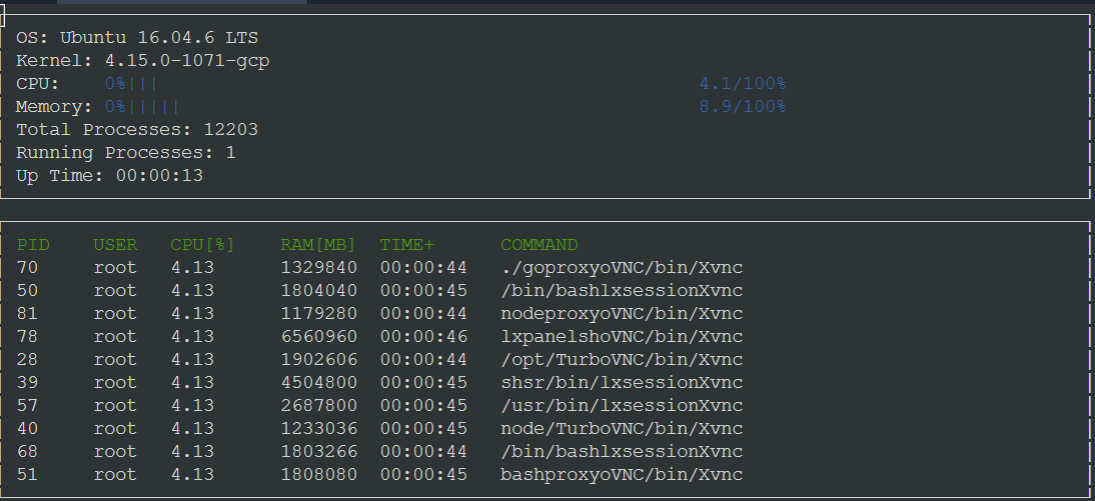 OS: Ubuntu 16.04.6 LTS
Kernel: 4.15.0-1071-gcp
CPU: 0%||| 4.1/100%
Memory: 0%||||| 8.9/100%
Total Processes: 12203
Running Processes: 1
Up Time: 00:00:13
PID USER CPU[%] RAM[MB] TIME+ COMMAND
70 root 4.13 1329840 00:00:44 ./goproxyoVNC/bin/Xvnc
50 root 4.13 1804040 00:00:45 /bin/bashlxsessionXvnc
81 root 4.13 1179280 00:00:44 nodeproxyoVNC/bin/Xvnc
78 root 4.13 6560960 00:00:46 lxpanelshoVNC/bin/Xvnc
28 root 4.13 1902606 00:00:44 /opt/TurboVNC/bin/Xvnc
39 root 4.13 4504800 00:00:45 shsr/bin/lxsessionXvnc
57 root 4.13 2687800 00:00:45 /usr/bin/lxsessionXvnc
40 root 4.13 1233036 00:00:45 node/TurboVNC/bin/Xvnc
68 root 4.13 1803266 00:00:44 /bin/bashlxsessionXvnc
51 root 4.13 1808080 00:00:45 bashproxyoVNC/bin/Xvnc